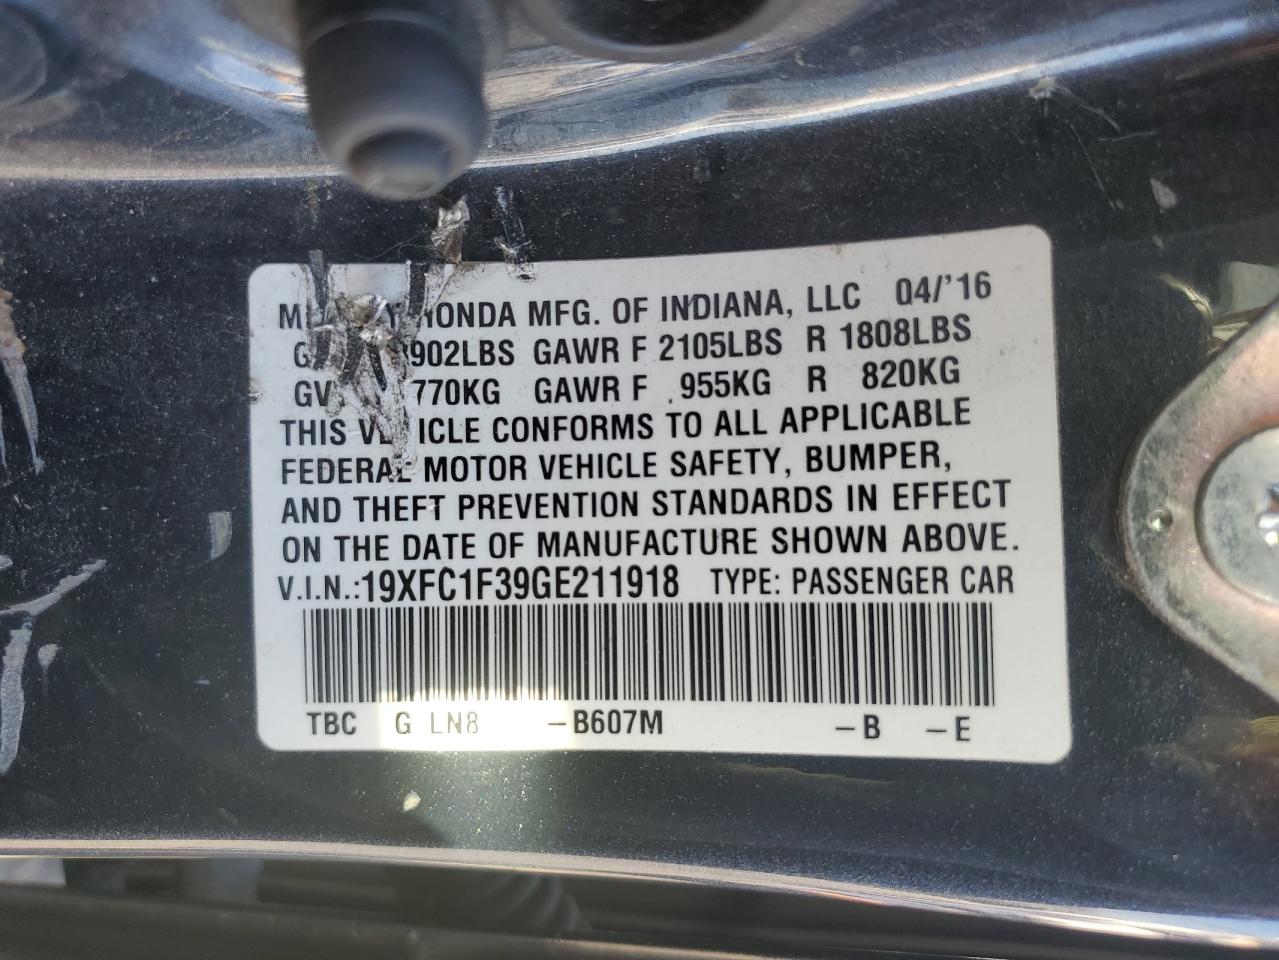 HONDA MFG. OF INDIANA, LLC 04/'16
GAWR F 2105LBS R 1808LBS
GAWR F 955KG R 820KG
THIS VEHICLE CONFORMS TO ALL APPLICABLE
FEDERAL MOTOR VEHICLE SAFETY, BUMPER,
AND THEFT PREVENTION STANDARDS IN EFFECT
ON THE DATE OF MANUFACTURE SHOWN ABOVE.
V.I.N.:19XFC1F39GE211918 TYPE: PASSENGER CAR
TBC G LN8 –B607M –B –E